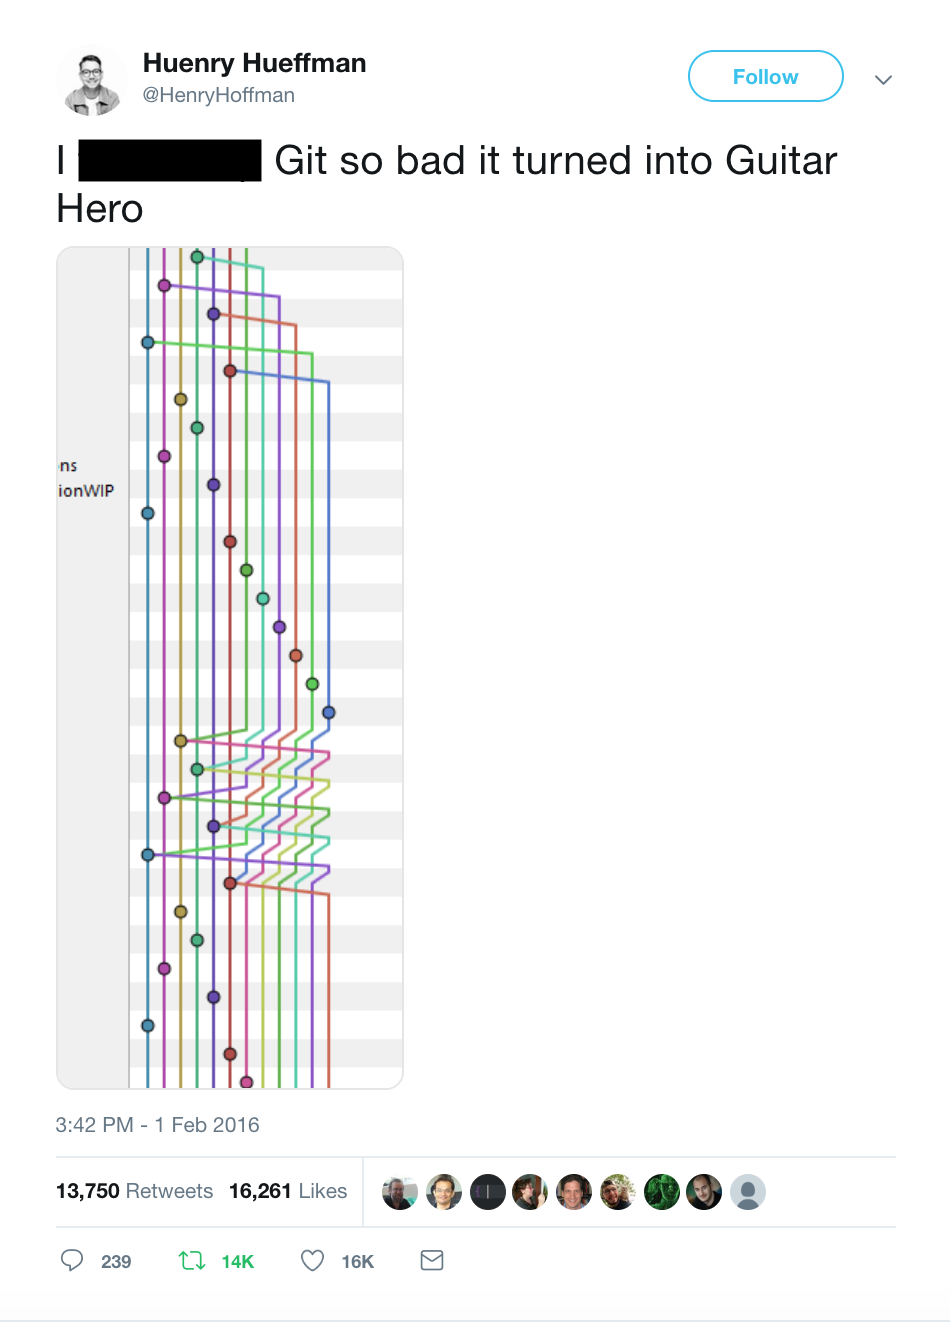 Huenry Hueffman
@HenryHoffman
Follow
I Git so bad it turned into Guitar
Hero
ns
ionWIP
3:42 PM - 1 Feb 2016
13,750 Retweets 16,261 Likes
239 14K 16K